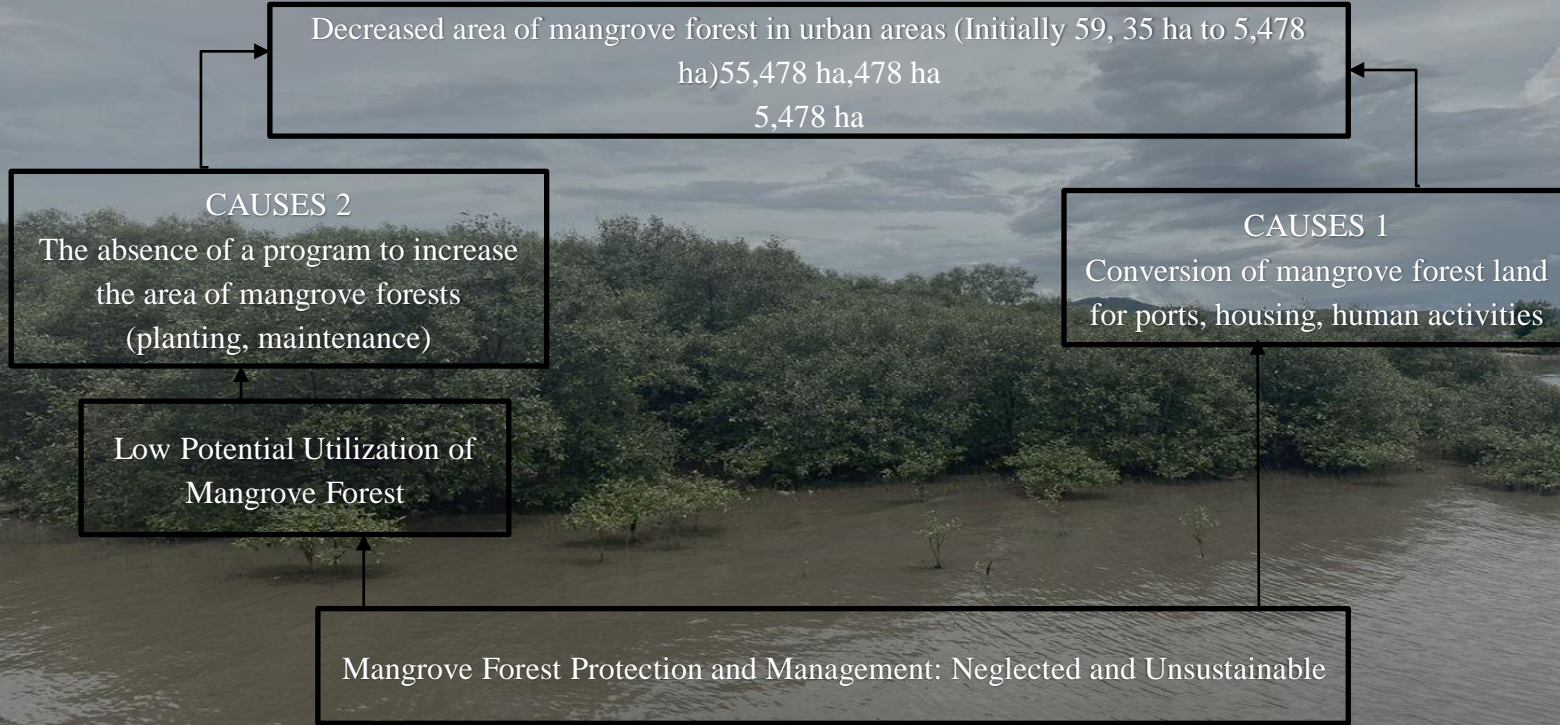 Decreased area of mangrove forest in urban areas (Initially 59, 35 ha to 5,478
ha)55,478 ha,478 ha
5,478 ha
CAUSES 2
The absence of a program to increase
the area of mangrove forests
(planting, maintenance)
CAUSES 1
Conversion of mangrove forest land
for ports, housing, human activities
Low Potential Utilization of
Mangrove Forest
Mangrove Forest Protection and Management: Neglected and Unsustainable